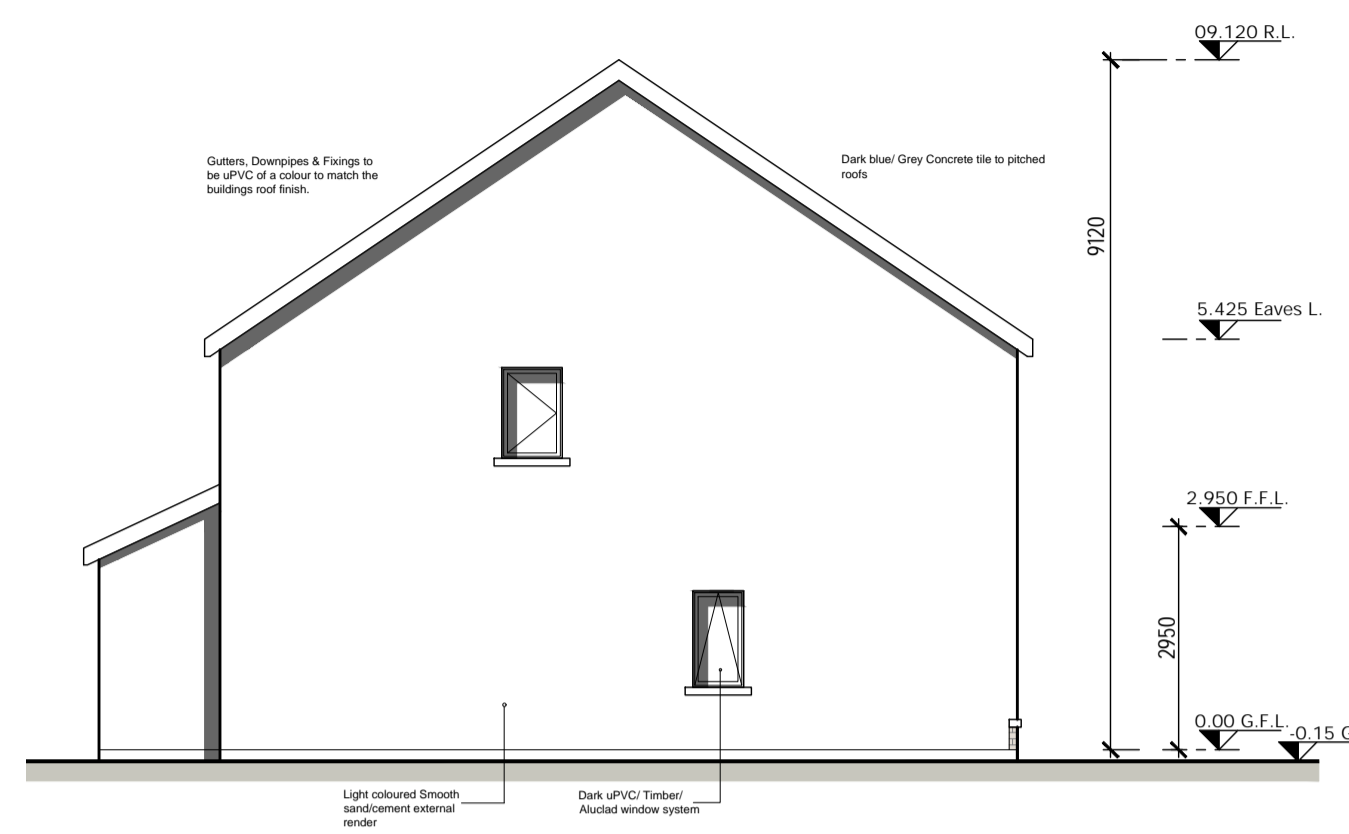 09.120 R.L.
Gutters, Downpipes & Fixings to
be uPVC of a colour to match the
buildings roof finish.
Dark blue/ Grey Concrete tile to pitched
roofs
9120
5.425 Eaves L.
2.950 F.F.L.
2950
0.00 G.F.L.
-0.15 G
Light coloured Smooth
sand/cement external
render
Dark uPVC/ Timber/
Aluclad window system